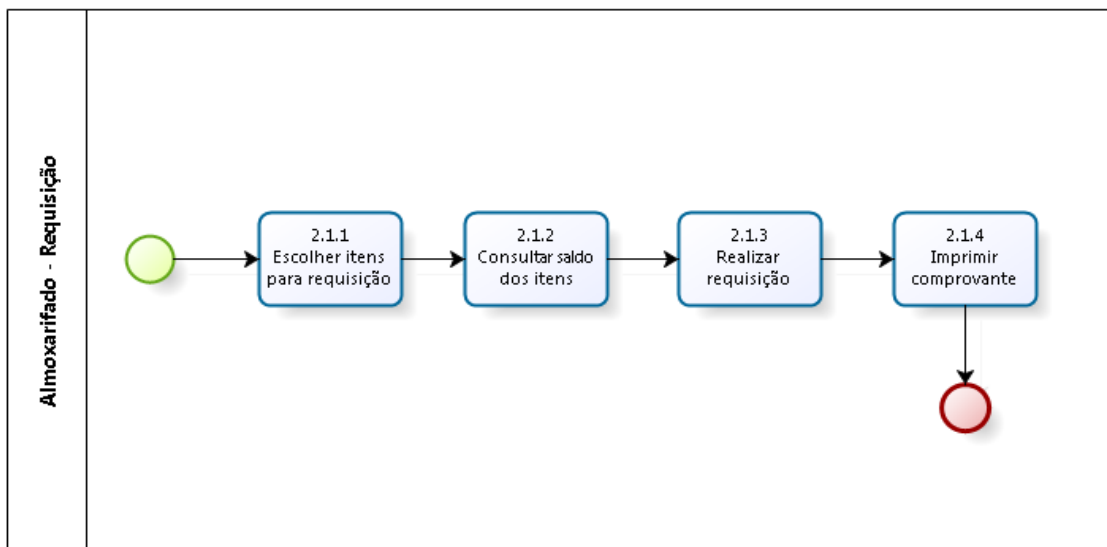 Almoxarifado - Requisição
2.1.1
Escolher itens
para requisição
2.1.2
Consultar saldo
dos itens
2.1.3
Realizar
requisição
2.1.4
Imprimir
comprovante